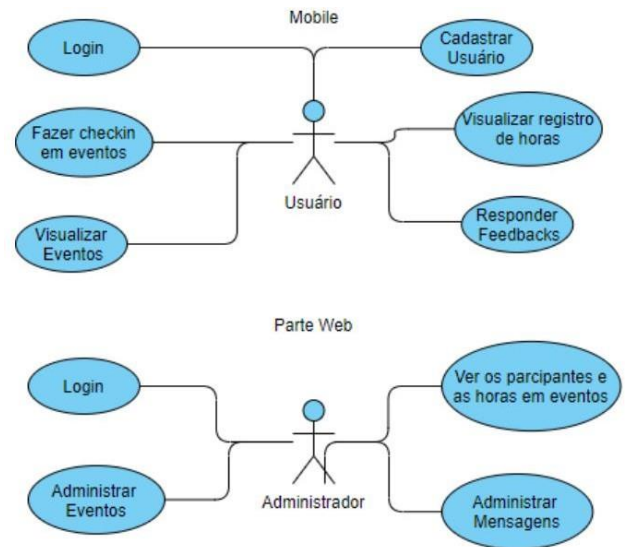 Mobile
Login
Cadastrar
Usuário
Fazer checkin
em eventos
Visualizar registro
de horas
Usuário
Visualizar
Eventos
Responder
Feedbacks
Parte Web
Login
Ver os parcipantes e
as horas em eventos
Administrador
Administrar
Eventos
Administrar
Mensagens